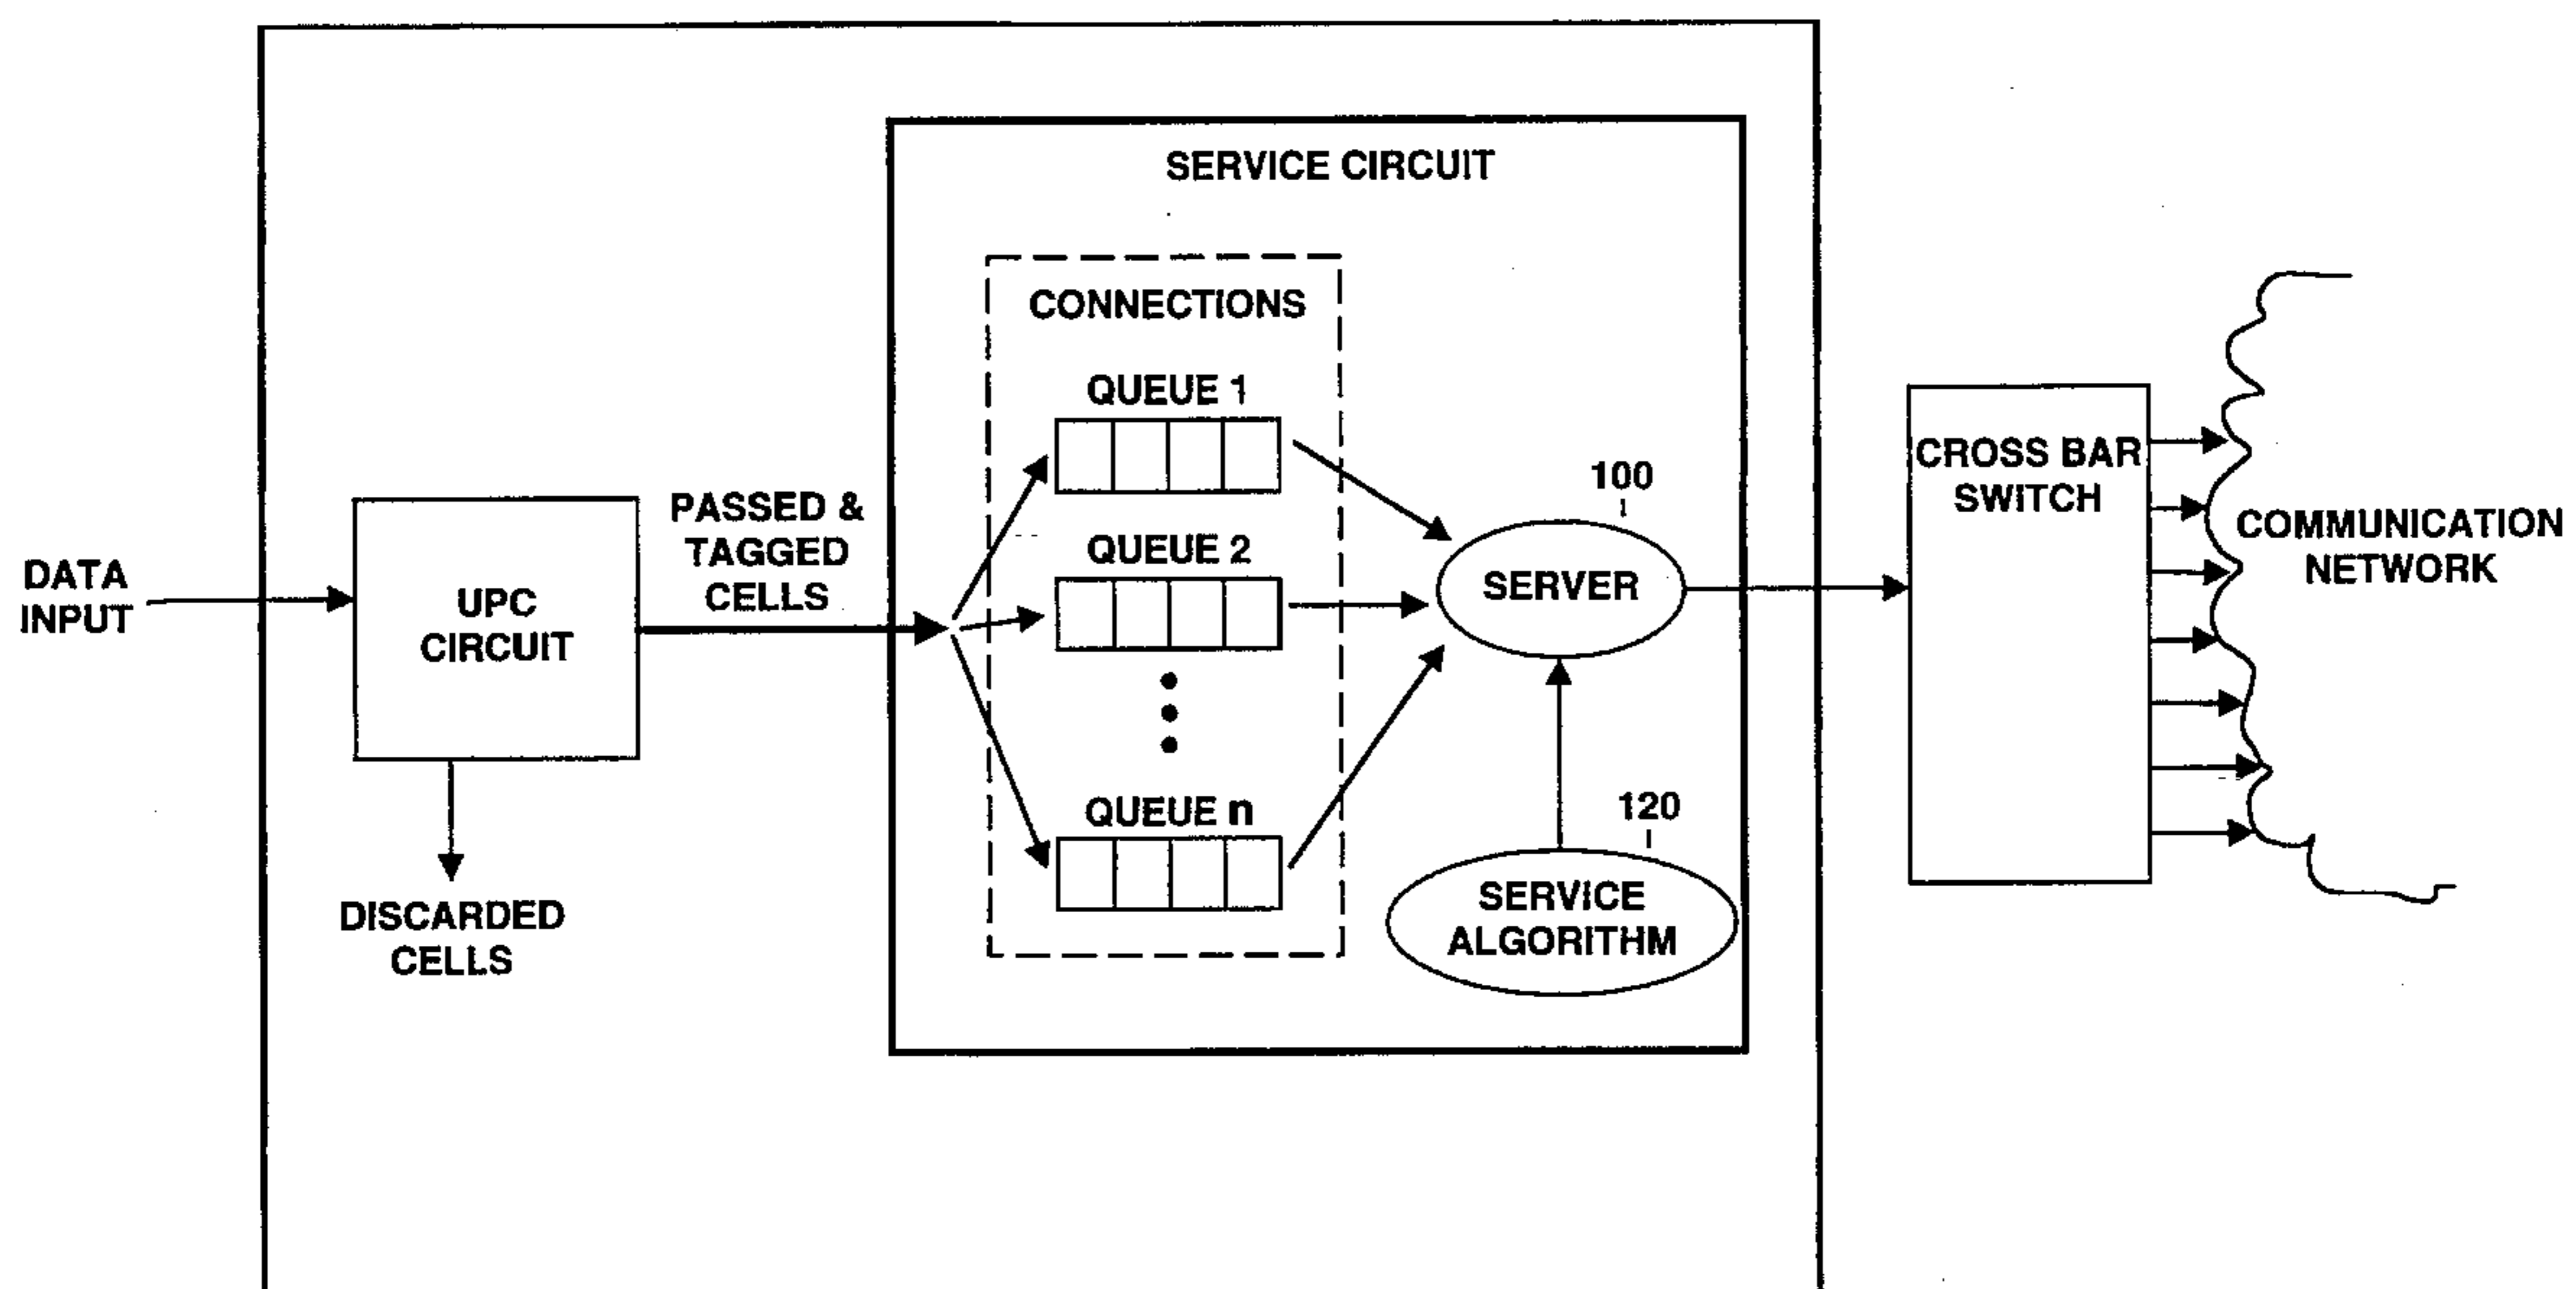 SERVICE CIRCUIT
CONNECTIONS
QUEUE 1
QUEUE 2
QUEUE n
100
SERVER
120
SERVICE
ALGORITHM
DATA
INPUT
UPC
CIRCUIT
PASSED &
TAGGED
CELLS
DISCARDED
CELLS
CROSS BAR
SWITCH
COMMUNICATION
NETWORK